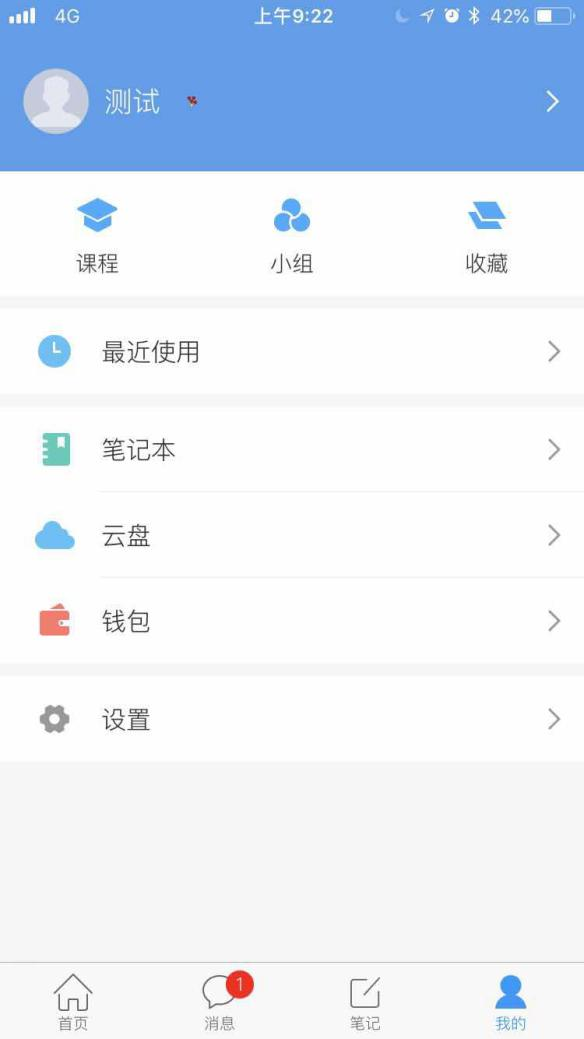 4G 上午9:22 42%
测试
课程 小组 收藏
最近使用
笔记本
云盘
钱包
设置
1
首页 消息 笔记 我的